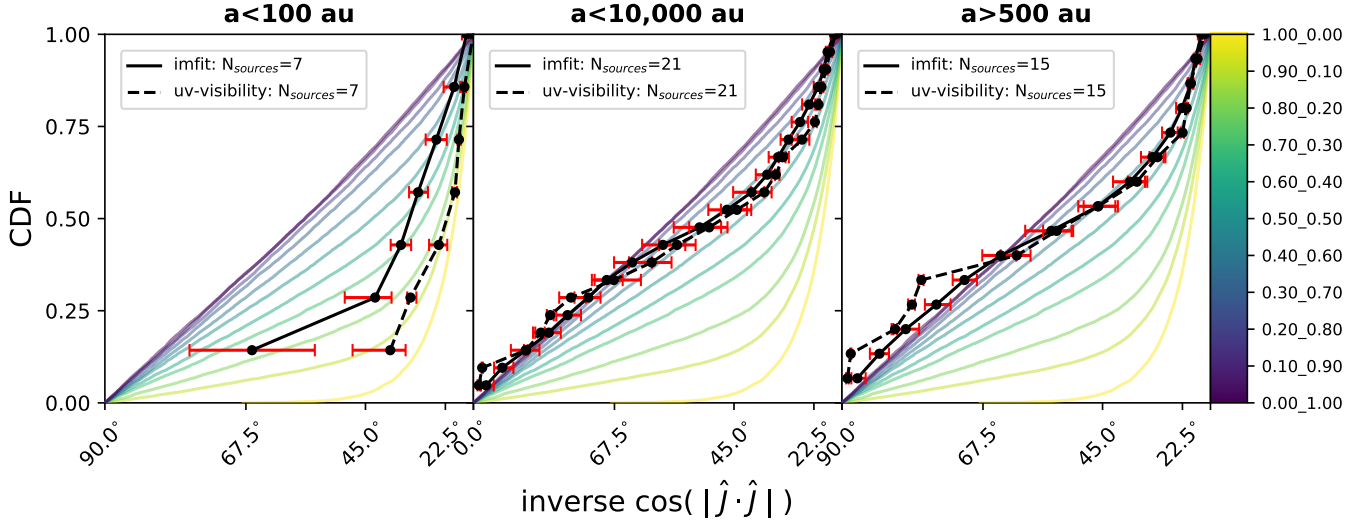 a<100 au
a<10,000 au
a>500 au
CDF
1.00
0.75
0.50
0.25
0.00
imfit: N_sources=7
uv-visibility: N_sources=7
imfit: N_sources=21
uv-visibility: N_sources=21
imfit: N_sources=15
uv-visibility: N_sources=15
1.00_0.00
0.90_0.10
0.80_0.20
0.70_0.30
0.60_0.40
0.50_0.50
0.40_0.60
0.30_0.70
0.20_0.80
0.10_0.90
0.00_1.00
90.0° 67.5° 45.0° 22.5° 0.0° 67.5° 45.0° 22.5° 90.0° 67.5° 45.0° 22.5°
inverse cos( | ĵ · ĵ | )